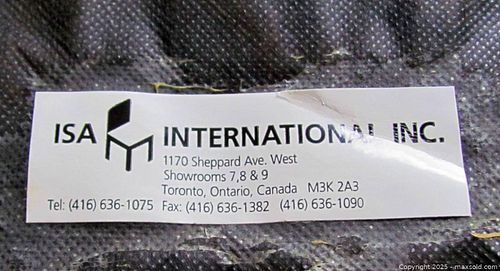 ISA INTERNATIONAL INC.
1170 Sheppard Ave. West
Showrooms 7,8 & 9
Toronto, Ontario, Canada M3K 2A3
Tel: (416) 636-1075 Fax: (416) 636-1382 (416) 636-1090
Copyright 2025 - maxsold.com